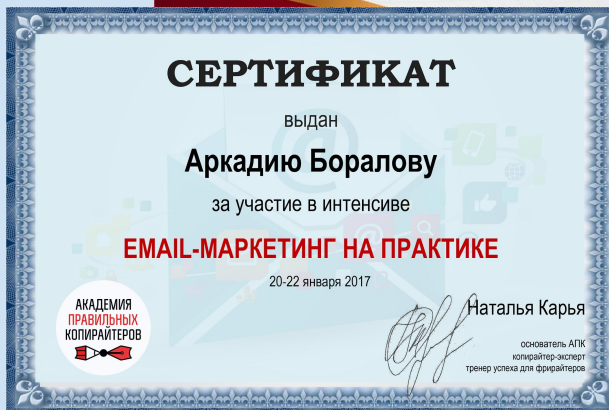 СЕРТИФИКАТ
выдан
Аркадию Боралову
за участие в интенсиве
EMAIL-МАРКЕТИНГ НА ПРАКТИКЕ
20-22 января 2017
АКАДЕМИЯ
ПРАВИЛЬНЫХ
КОПИРАЙТЕРОВ
Наталья Карья
основатель АПК
копирайтер-эксперт
тренер успеха для фрирайтеров